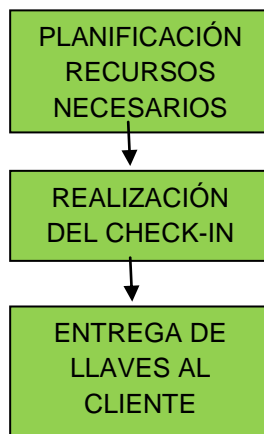 PLANIFICACIÓN
RECURSOS
NECESARIOS
REALIZACIÓN
DEL CHECK-IN
ENTREGA DE
LLAVES AL
CLIENTE